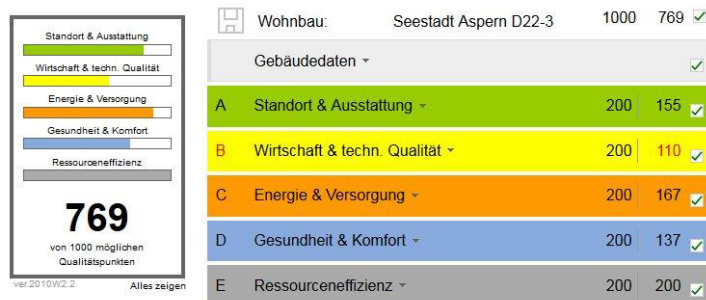 Standort & Ausstattung
Wirtschaft & techn. Qualität
Energie & Versorgung
Gesundheit & Komfort
Ressourceneffizienz
769
von 1000 möglichen
Qualitätspunkten
ver.2010W2.2 Alles zeigen
Wohnbau: Seestadt Aspern D22-3 1000 769
Gebäudedaten
A Standort & Ausstattung 200 155
B Wirtschaft & techn. Qualität 200 110
C Energie & Versorgung 200 167
D Gesundheit & Komfort 200 137
E Ressourceneffizienz 200 200